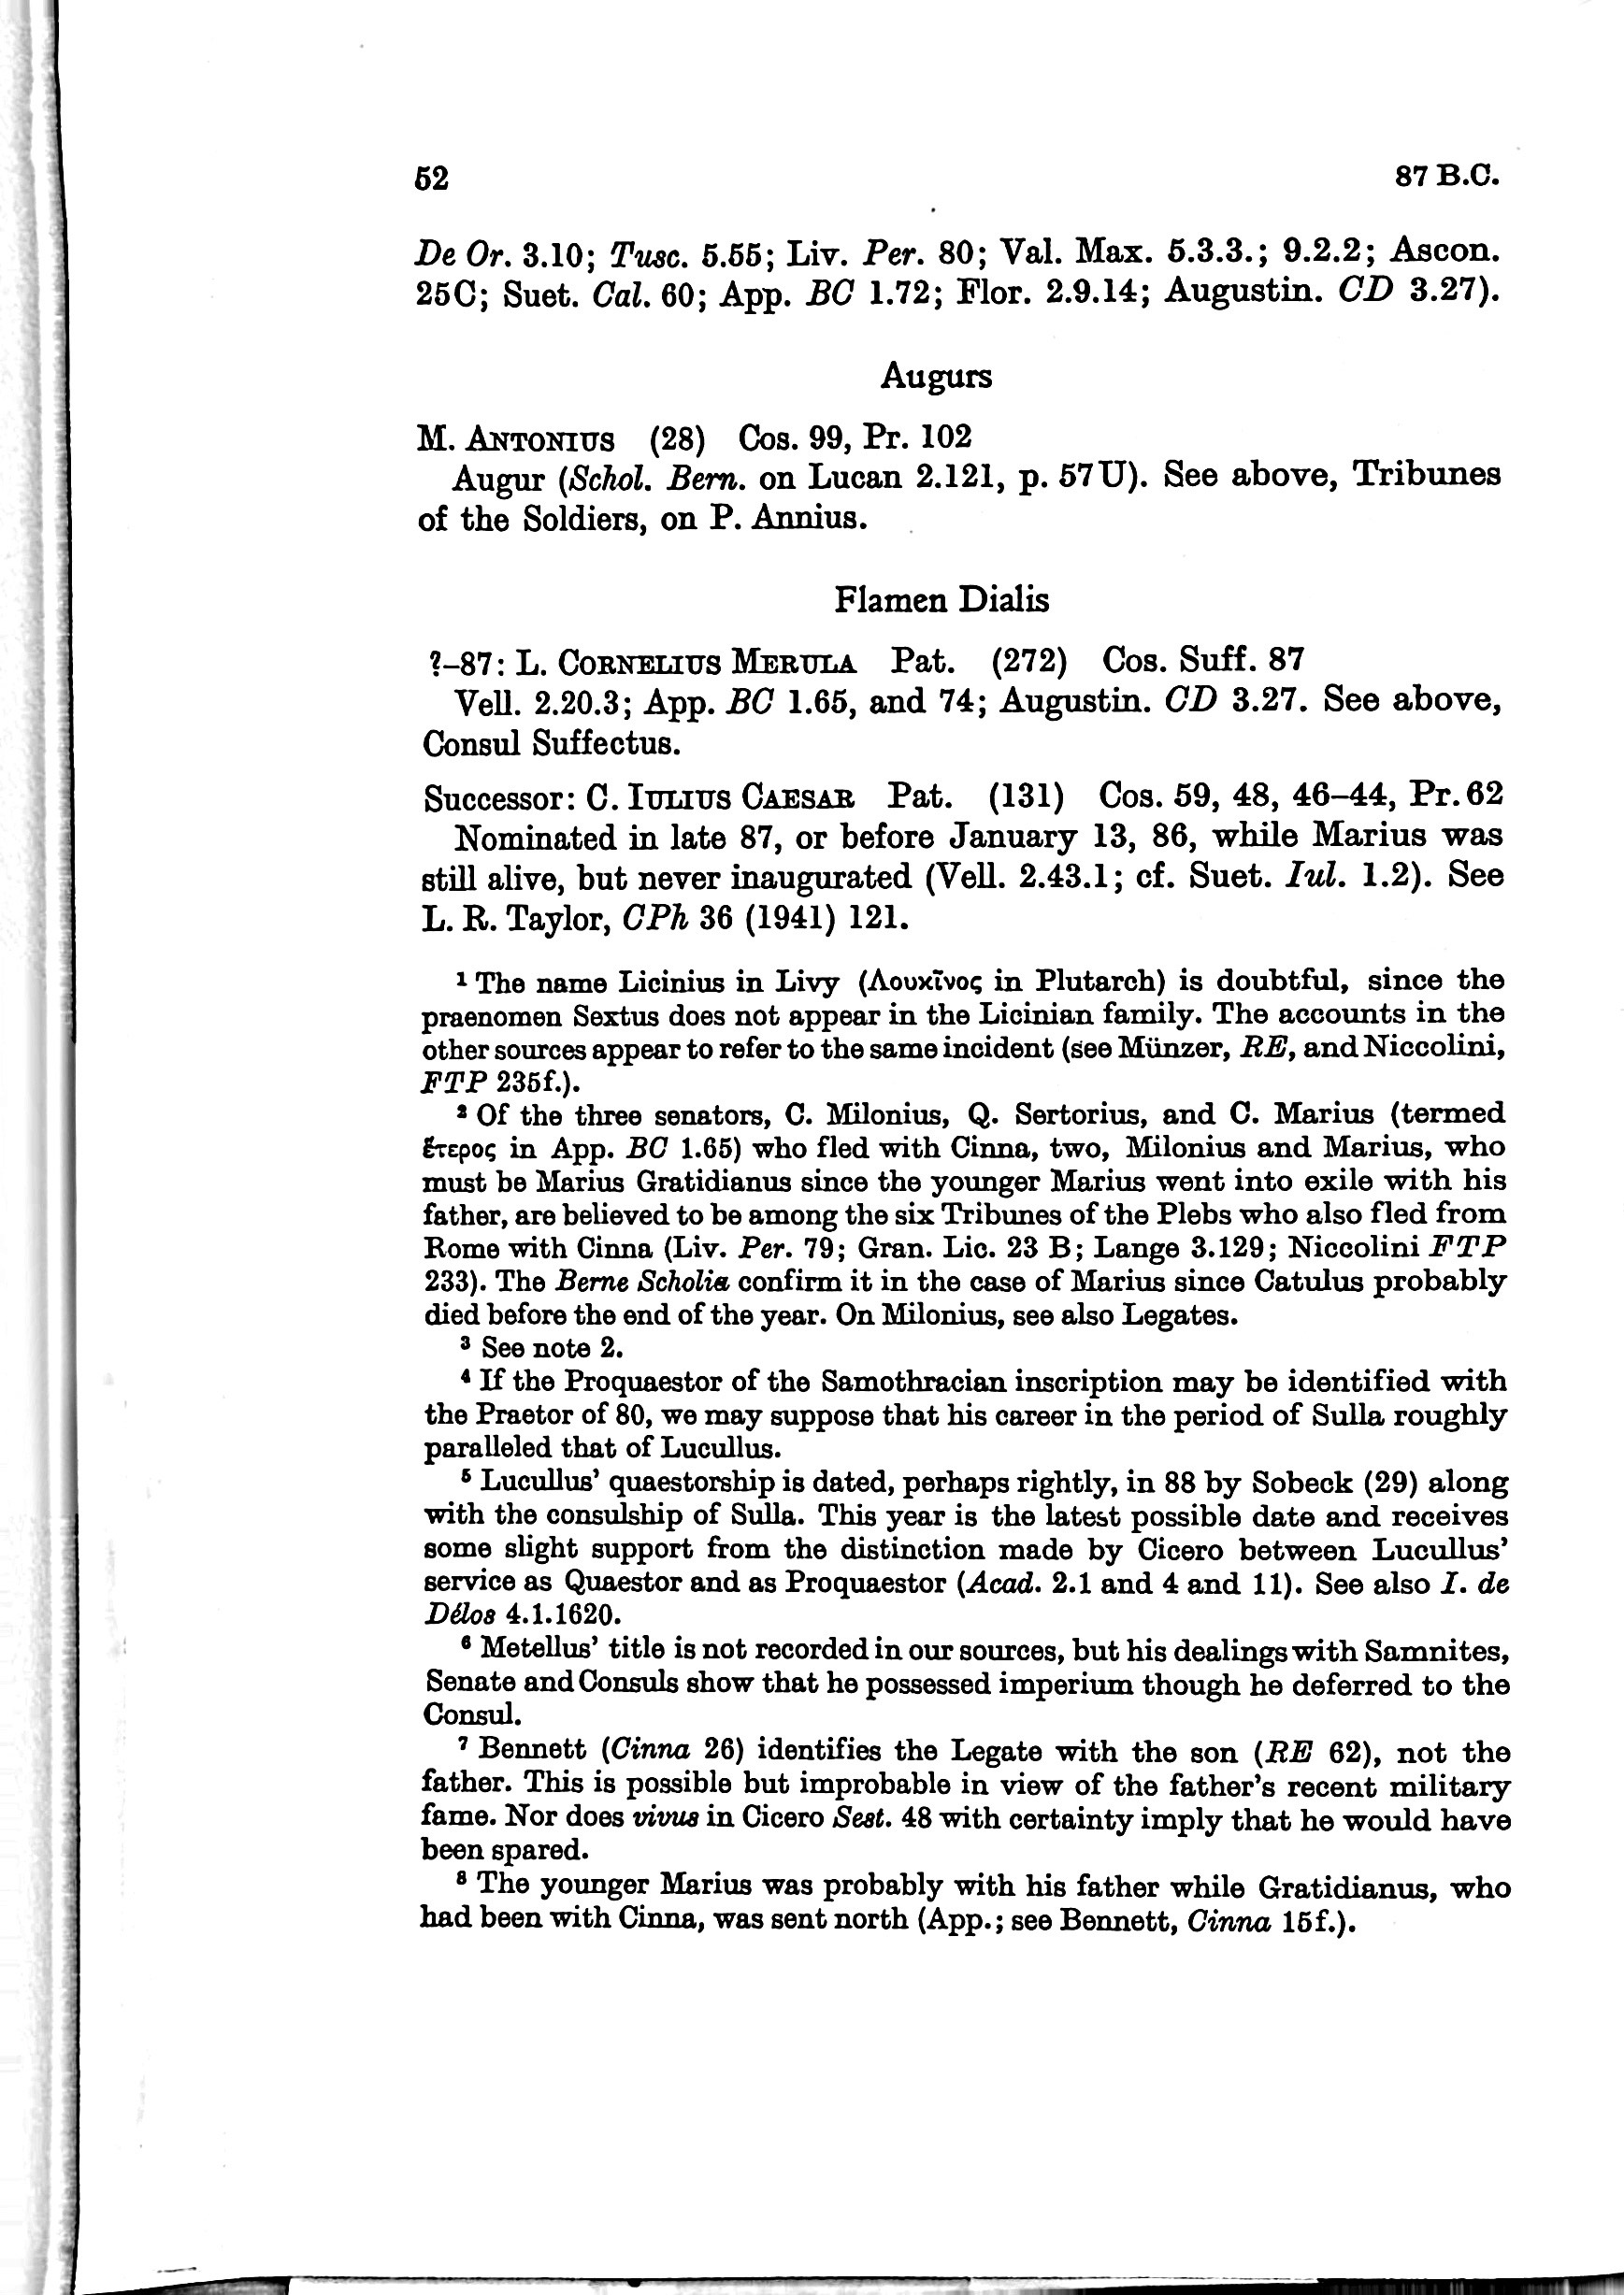 52 87 B.C.
De Or. 3.10; Tusc. 5.55; Liv. Per. 80; Val. Max. 5.3.3.; 9.2.2; Ascon.
25C; Suet. Cal. 60; App. BC 1.72; Flor. 2.9.14; Augustin. CD 3.27).
Augurs
M. ANTONIUS (28) Cos. 99, Pr. 102
Augur (Schol. Bern. on Lucan 2.121, p. 57U). See above, Tribunes
of the Soldiers, on P. Annius.
Flamen Dialis
?–87: L. CORNELIUS MERULA Pat. (272) Cos. Suff. 87
Vell. 2.20.3; App. BC 1.65, and 74; Augustin. CD 3.27. See above,
Consul Suffectus.
Successor: C. IULIUS CAESAR Pat. (131) Cos. 59, 48, 46–44, Pr. 62
Nominated in late 87, or before January 13, 86, while Marius was
still alive, but never inaugurated (Vell. 2.43.1; cf. Suet. Iul. 1.2). See
L. R. Taylor, CPh 36 (1941) 121.
¹ The name Licinius in Livy (Λουκῖνος in Plutarch) is doubtful, since the
praenomen Sextus does not appear in the Licinian family. The accounts in the
other sources appear to refer to the same incident (see Münzer, RE, and Niccolini,
FTP 235f.).
² Of the three senators, C. Milonius, Q. Sertorius, and C. Marius (termed
ἕτερος in App. BC 1.65) who fled with Cinna, two, Milonius and Marius, who
must be Marius Gratidianus since the younger Marius went into exile with his
father, are believed to be among the six Tribunes of the Plebs who also fled from
Rome with Cinna (Liv. Per. 79; Gran. Lic. 23 B; Lange 3.129; Niccolini FTP
233). The Berne Scholia confirm it in the case of Marius since Catulus probably
died before the end of the year. On Milonius, see also Legates.
³ See note 2.
⁴ If the Proquaestor of the Samothracian inscription may be identified with
the Praetor of 80, we may suppose that his career in the period of Sulla roughly
paralleled that of Lucullus.
⁵ Lucullus' quaestorship is dated, perhaps rightly, in 88 by Sobeck (29) along
with the consulship of Sulla. This year is the latest possible date and receives
some slight support from the distinction made by Cicero between Lucullus'
service as Quaestor and as Proquaestor (Acad. 2.1 and 4 and 11). See also I. de
Délos 4.1.1620.
⁶ Metellus' title is not recorded in our sources, but his dealings with Samnites,
Senate and Consuls show that he possessed imperium though he deferred to the
Consul.
⁷ Bennett (Cinna 26) identifies the Legate with the son (RE 62), not the
father. This is possible but improbable in view of the father's recent military
fame. Nor does vivus in Cicero Sest. 48 with certainty imply that he would have
been spared.
⁸ The younger Marius was probably with his father while Gratidianus, who
had been with Cinna, was sent north (App.; see Bennett, Cinna 15f.).